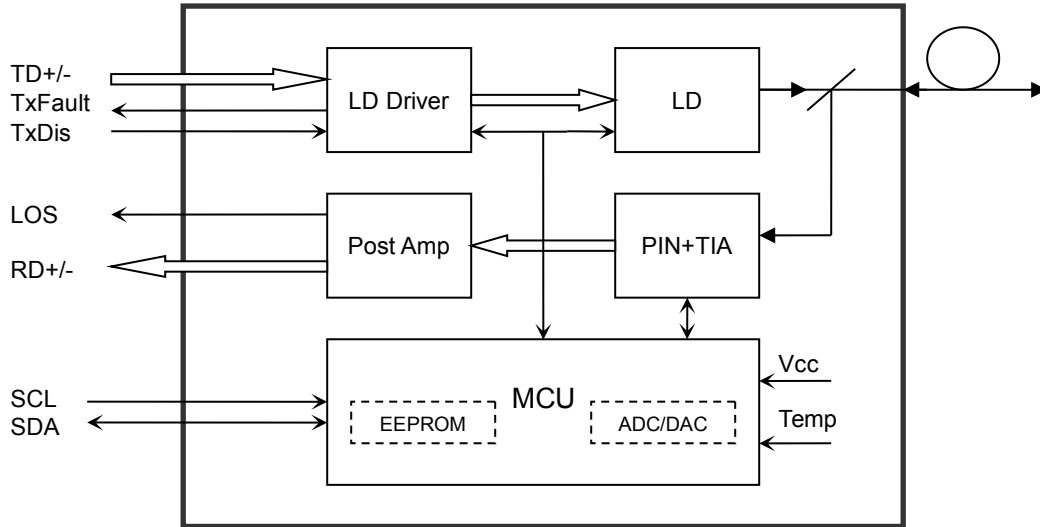 TD+/-
TxFault
TxDis
LD Driver
LD
LOS
RD+/-
Post Amp
PIN+TIA
SCL
SDA
MCU
EEPROM
ADC/DAC
Vcc
Temp